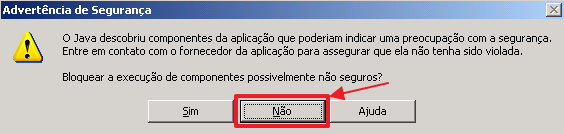 Advertência de Segurança
O Java descobriu componentes da aplicação que poderiam indicar uma preocupação com a segurança.
Entre em contato com o fornecedor da aplicação para assegurar que ela não tenha sido violada.
Bloquear a execução de componentes possivelmente não seguros?
Sim Não Ajuda